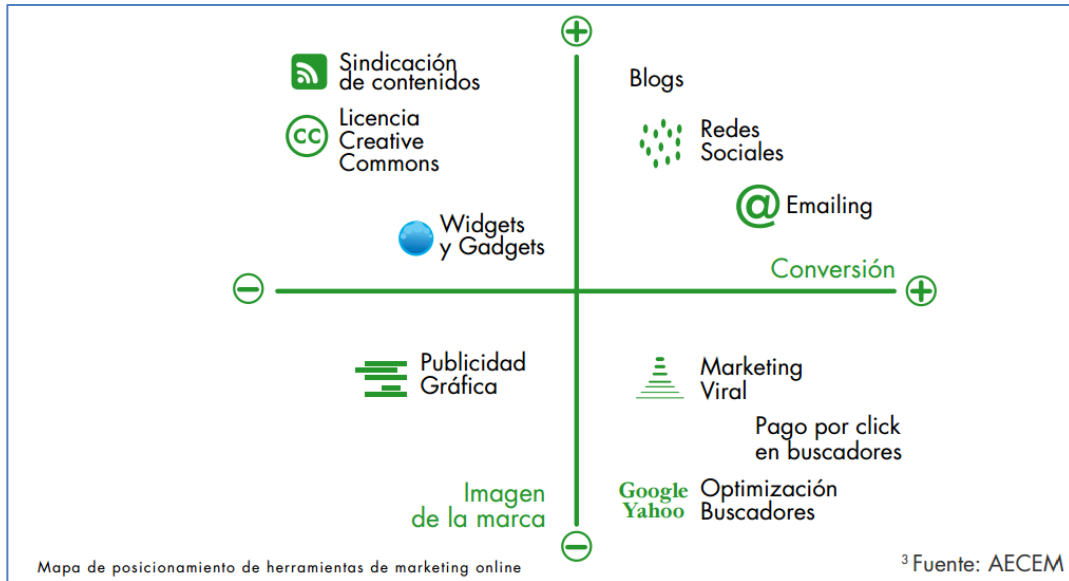 +
Sindicación
de contenidos
CC
Licencia
Creative
Commons
Widgets
y Gadgets
Blogs
Redes
Sociales
@ Emailing
Conversión
−
+
Publicidad
Gráfica
Marketing
Viral
Pago por click
en buscadores
Imagen
de la marca
Google
Yahoo
Optimización
Buscadores
−
Mapa de posicionamiento de herramientas de marketing online
³ Fuente: AECEM